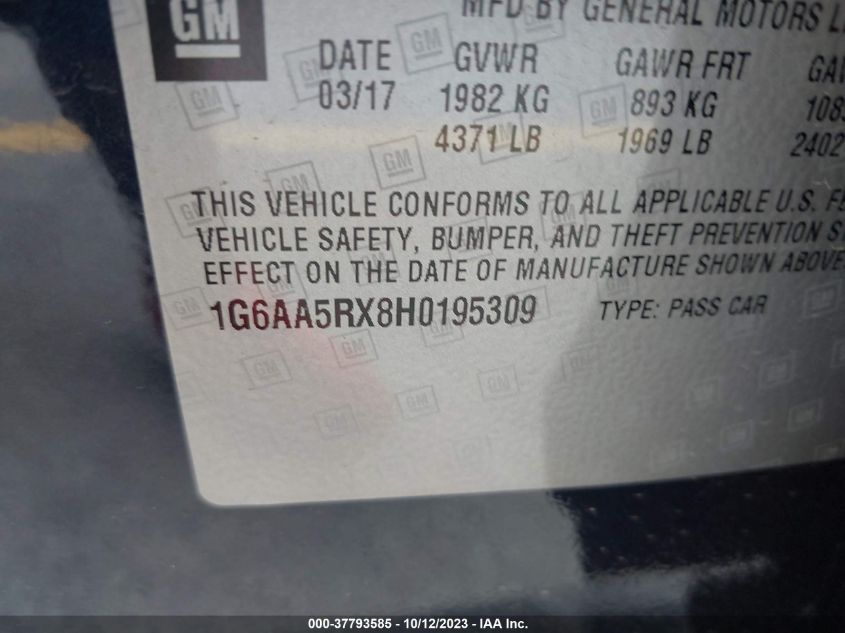 GM
MFD BY GENERAL MOTORS
DATE GVWR GAWR FRT
03/17 1982 KG 893 KG
4371 LB 1969 LB 2402
THIS VEHICLE CONFORMS TO ALL APPLICABLE U.S.
VEHICLE SAFETY, BUMPER, AND THEFT PREVENTION
EFFECT ON THE DATE OF MANUFACTURE SHOWN ABOVE
1G6AA5RX8H0195309 TYPE: PASS CAR
000-37793585 - 10/12/2023 - IAA Inc.